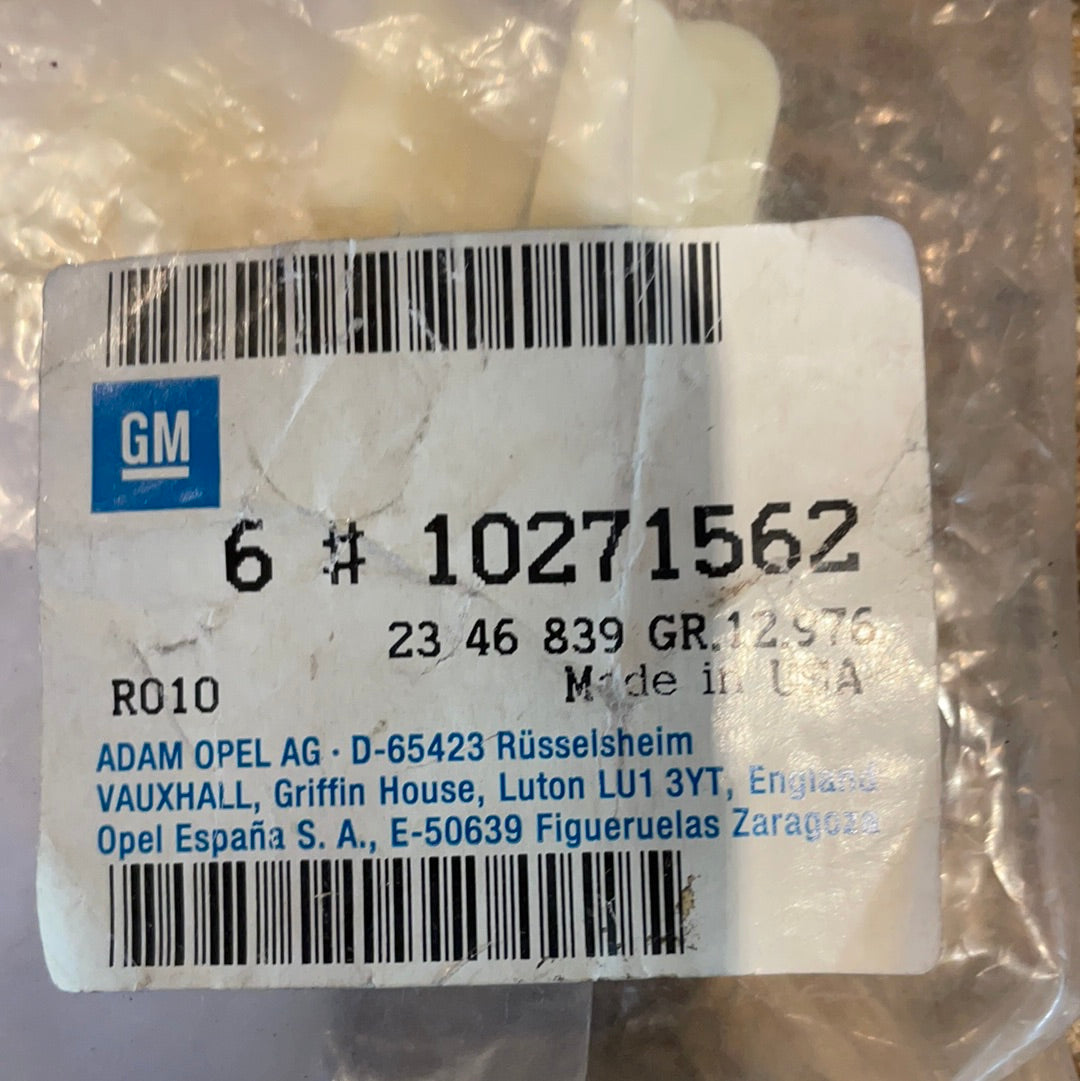 GM
6 # 10271562
23 46 839 GR.12.976
Made in USA
R010
ADAM OPEL AG · D-65423 Rüsselsheim
VAUXHALL, Griffin House, Luton LU1 3YT, England
Opel España S. A., E-50639 Figueruelas Zaragoza